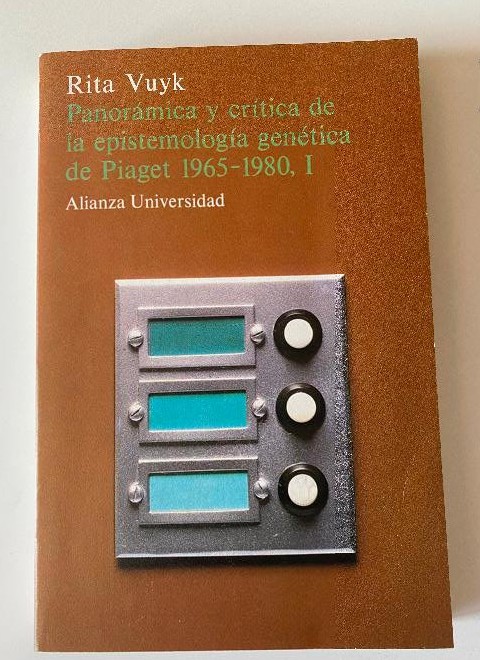 Rita Vuyk
Panorámica y crítica de
la epistemología genética
de Piaget 1965-1980, I
Alianza Universidad